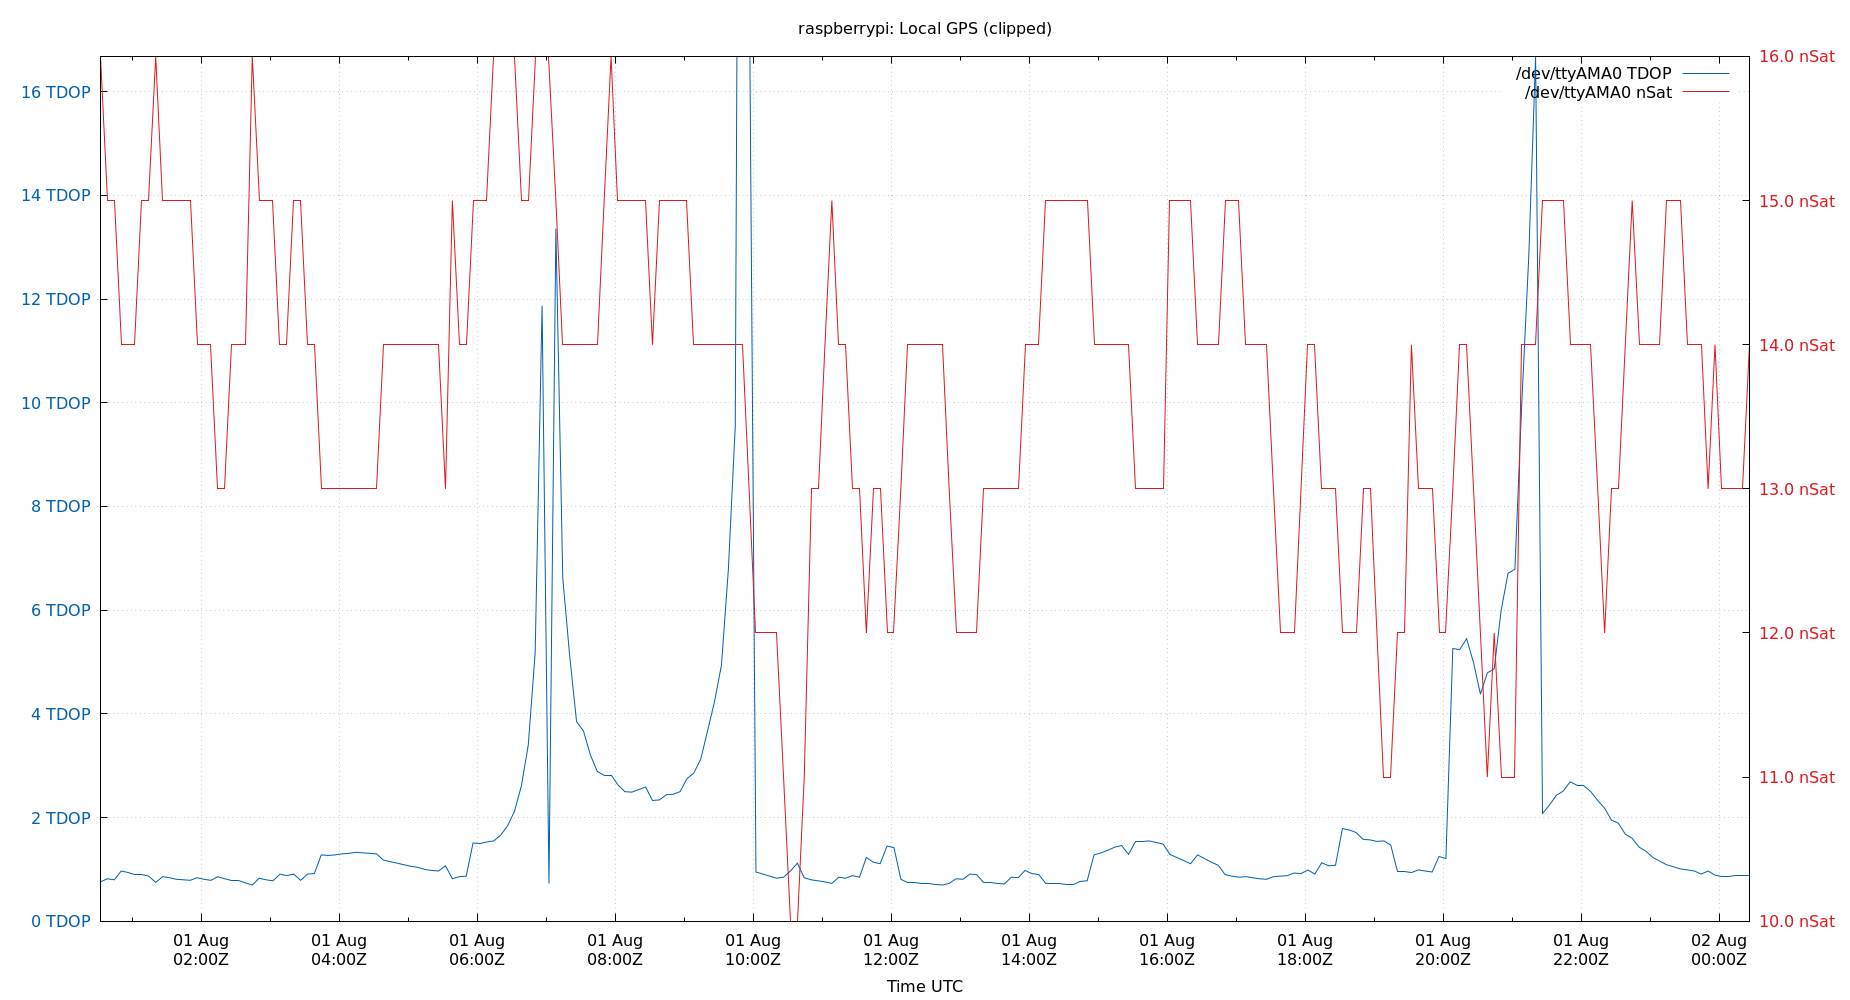 raspberrypi: Local GPS (clipped)
16.0 nSat
/dev/ttyAMA0 TDOP
/dev/ttyAMA0 nSat
16 TDOP
14 TDOP
15.0 nSat
12 TDOP
14.0 nSat
10 TDOP
13.0 nSat
8 TDOP
6 TDOP
12.0 nSat
4 TDOP
11.0 nSat
2 TDOP
0 TDOP
10.0 nSat
01 Aug
02:00Z
01 Aug
04:00Z
01 Aug
06:00Z
01 Aug
08:00Z
01 Aug
10:00Z
01 Aug
12:00Z
01 Aug
14:00Z
01 Aug
16:00Z
01 Aug
18:00Z
01 Aug
20:00Z
01 Aug
22:00Z
02 Aug
00:00Z
Time UTC